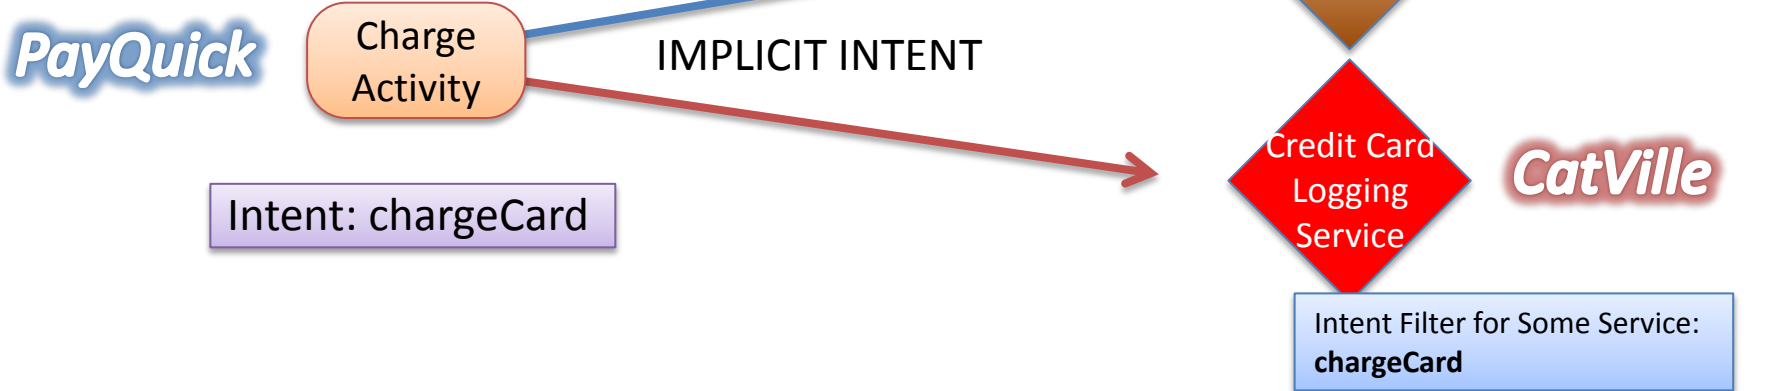 PayQuick
Charge
Activity
IMPLICIT INTENT
Intent: chargeCard
Credit Card
Logging
Service
CatVille
Intent Filter for Some Service:
chargeCard